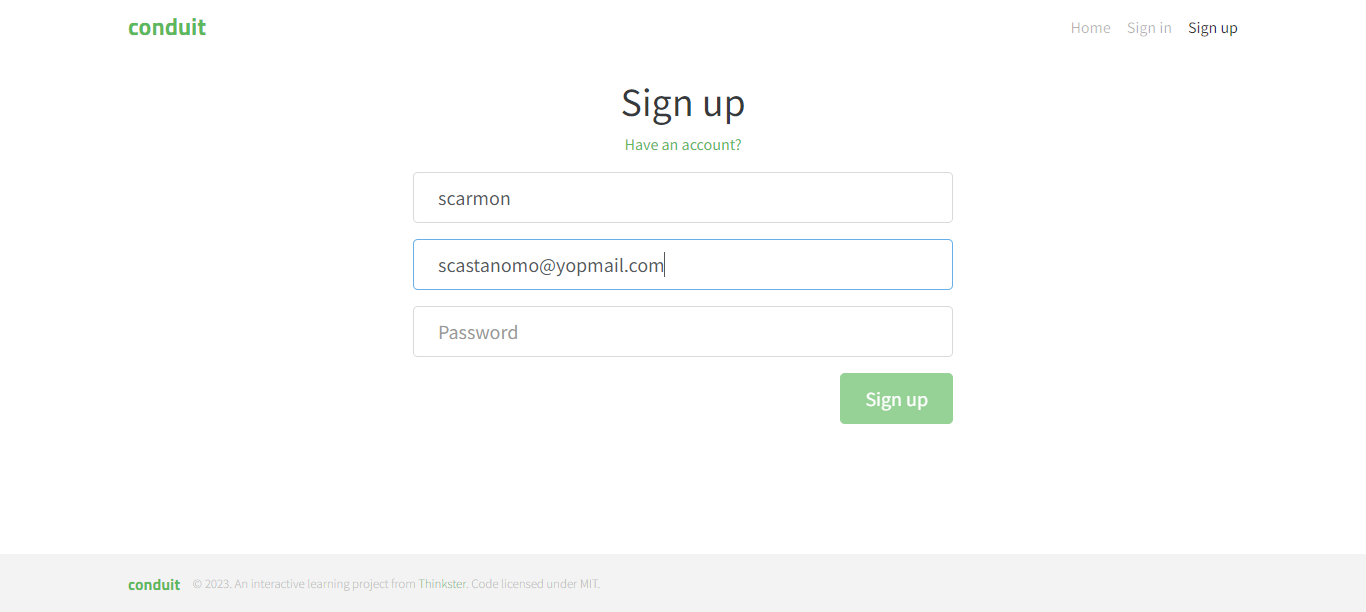 conduit
Home Sign in Sign up
Sign up
Have an account?
scarmon
scastanomo@yopmail.com
Password
Sign up
conduit © 2023. An interactive learning project from Thinkster. Code licensed under MIT.